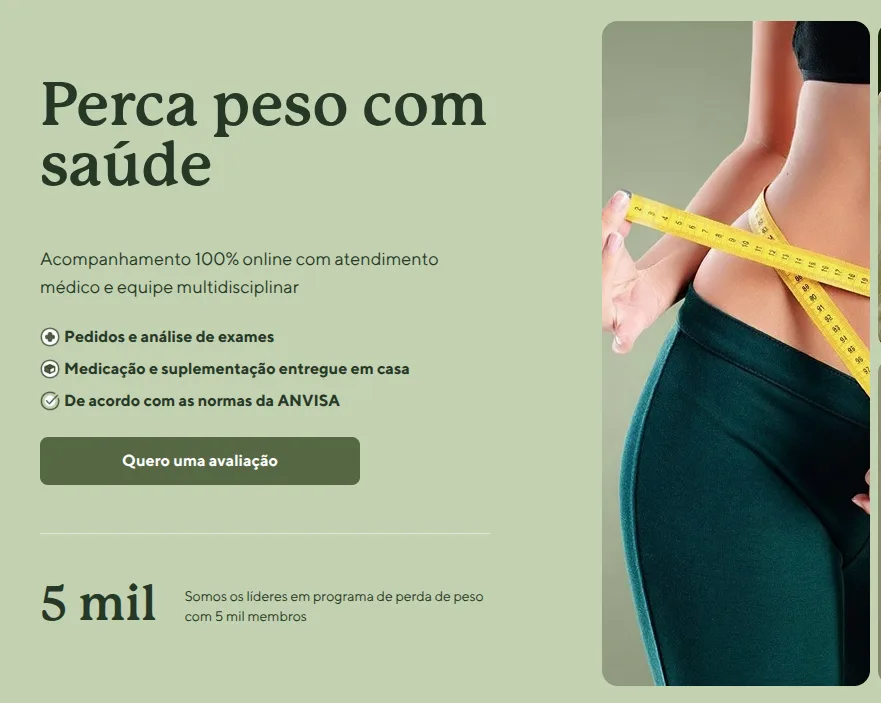 Perca peso com
saúde
Acompanhamento 100% online com atendimento
médico e equipe multidisciplinar
Pedidos e análise de exames
Medicação e suplementação entregue em casa
De acordo com as normas da ANVISA
Quero uma avaliação
5 mil
Somos os líderes em programa de perda de peso
com 5 mil membros